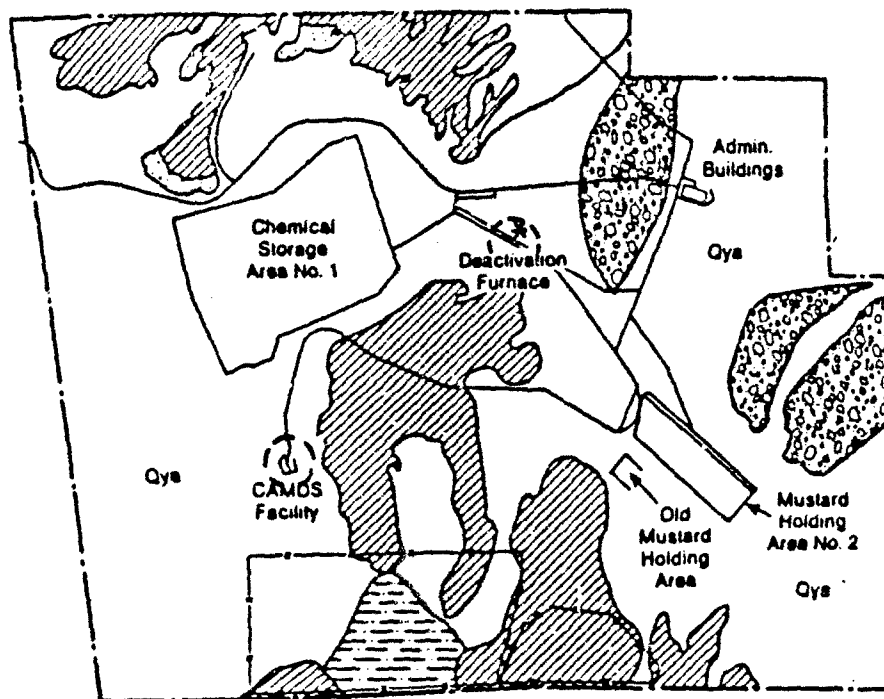 Admin.
Buildings
Chemical
Storage
Area No. 1
Deactivation
Furnace
Qya
Qya
CAMDS
Facility
Old
Mustard
Holding
Area
Mustard
Holding
Area No. 2
Qya